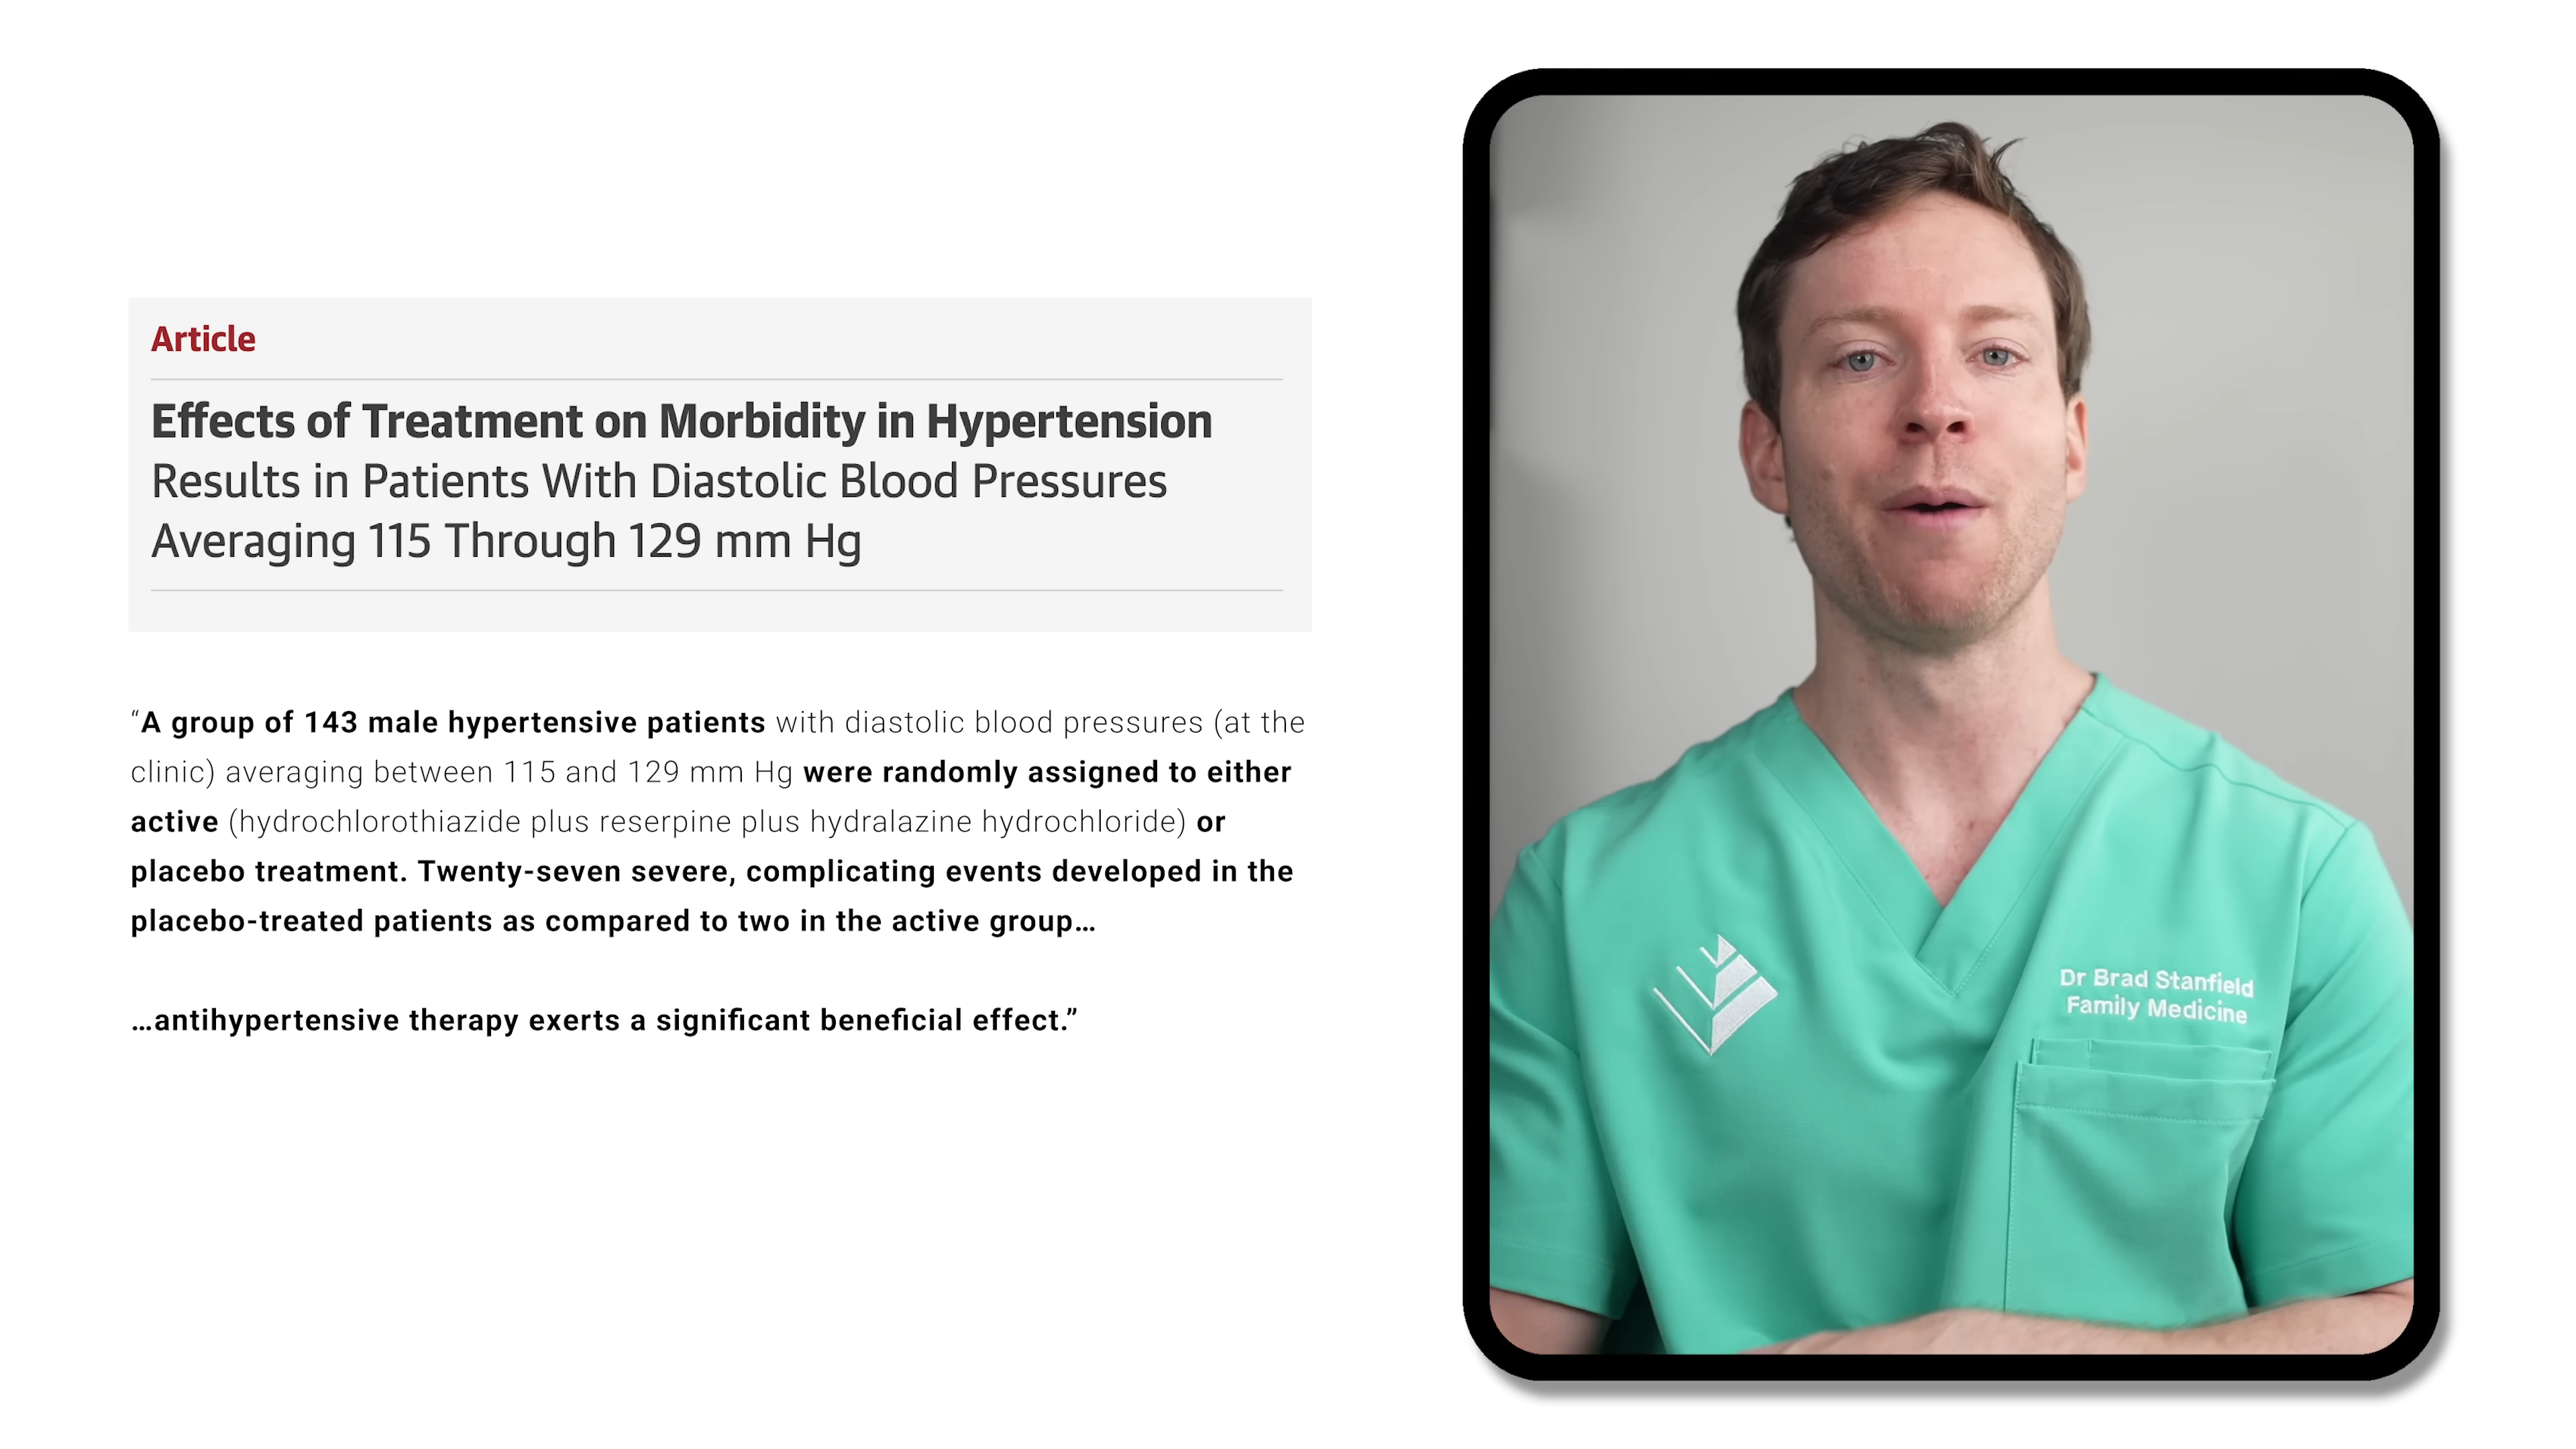 Article
Effects of Treatment on Morbidity in Hypertension
Results in Patients With Diastolic Blood Pressures
Averaging 115 Through 129 mm Hg
“A group of 143 male hypertensive patients with diastolic blood pressures (at the
clinic) averaging between 115 and 129 mm Hg were randomly assigned to either
active (hydrochlorothiazide plus reserpine plus hydralazine hydrochloride) or
placebo treatment. Twenty-seven severe, complicating events developed in the
placebo-treated patients as compared to two in the active group…
…antihypertensive therapy exerts a significant beneficial effect.”
Dr Brad Stanfield
Family Medicine